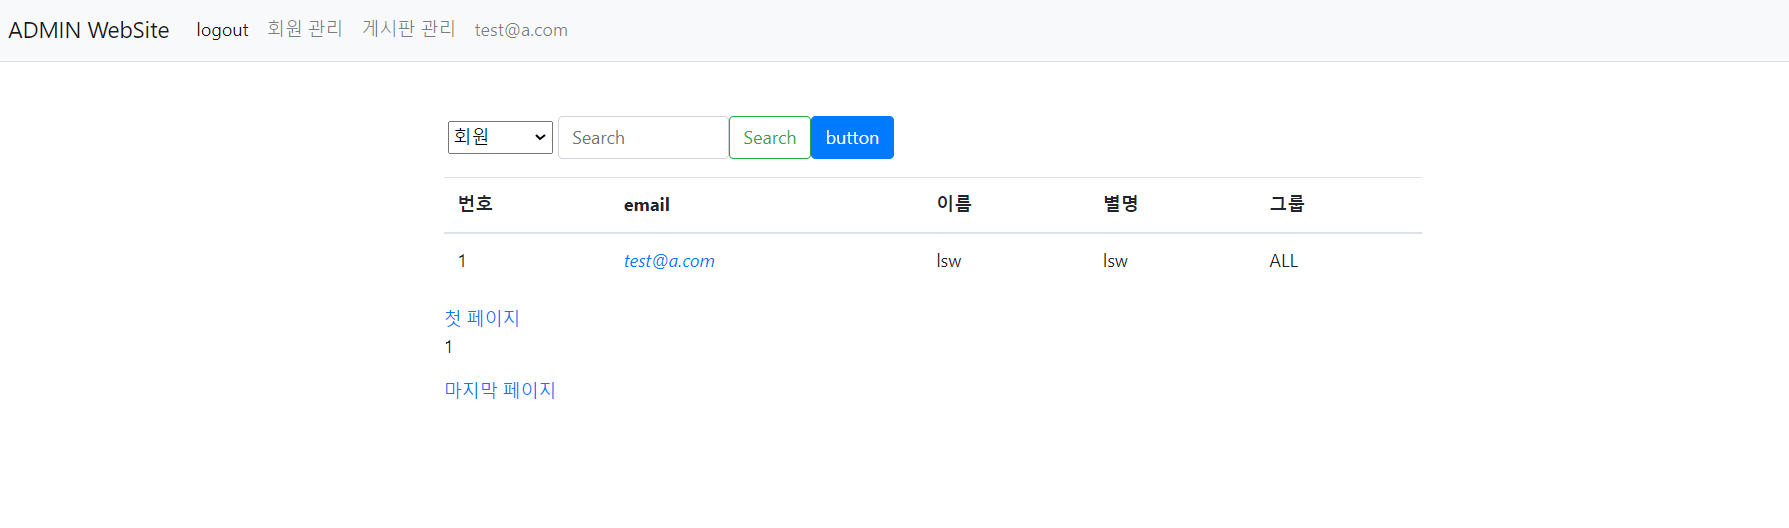 ADMIN WebSite logout 회원 관리 게시판 관리 test@a.com
회원 Search Search button
번호 email 이름 별명 그룹
1 test@a.com lsw lsw ALL
첫 페이지
1
마지막 페이지